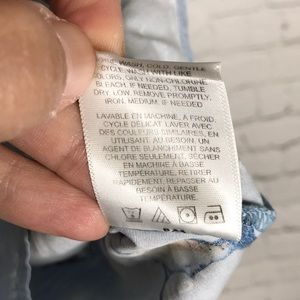 WASH, COLD, GENTLE
CYCLE, WASH WITH LIKE
COLORS, ONLY NON-CHLORINE
BLEACH, IF NEEDED, TUMBLE
DRY, LOW, REMOVE PROMPTLY,
IRON, MEDIUM, IF NEEDED
LAVABLE EN MACHINE, A FROID
CYCLE DÉLICAT, LAVER AVEC
DES COULEURS SIMILAIRES, EN
UTILISANT AU BESOIN, UN
AGENT DE BLANCHIMENT SANS
CHLORE SEULEMENT, SÉCHER
EN MACHINE À BASSE
TEMPÉRATURE, RETIRER
RAPIDEMENT, REPASSER AU
BESOIN À BASSE
TEMPÉRATURE.